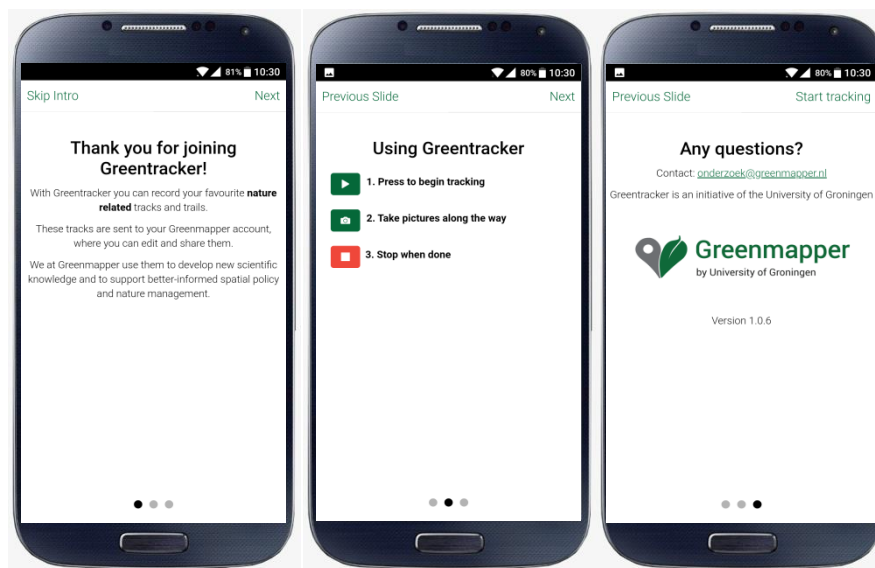 81% 10:30
Skip Intro Next
Thank you for joining
Greentracker!
With Greentracker you can record your favourite nature
related tracks and trails.
These tracks are sent to your Greenmapper account,
where you can edit and share them.
We at Greenmapper use them to develop new scientific
knowledge and to support better-informed spatial policy
and nature management.
80% 10:30
Previous Slide Next
Using Greentracker
1. Press to begin tracking
2. Take pictures along the way
3. Stop when done
80% 10:30
Previous Slide Start tracking
Any questions?
Contact: onderzoek@greenmapper.nl
Greentracker is an initiative of the University of Groningen
Greenmapper
by University of Groningen
Version 1.0.6